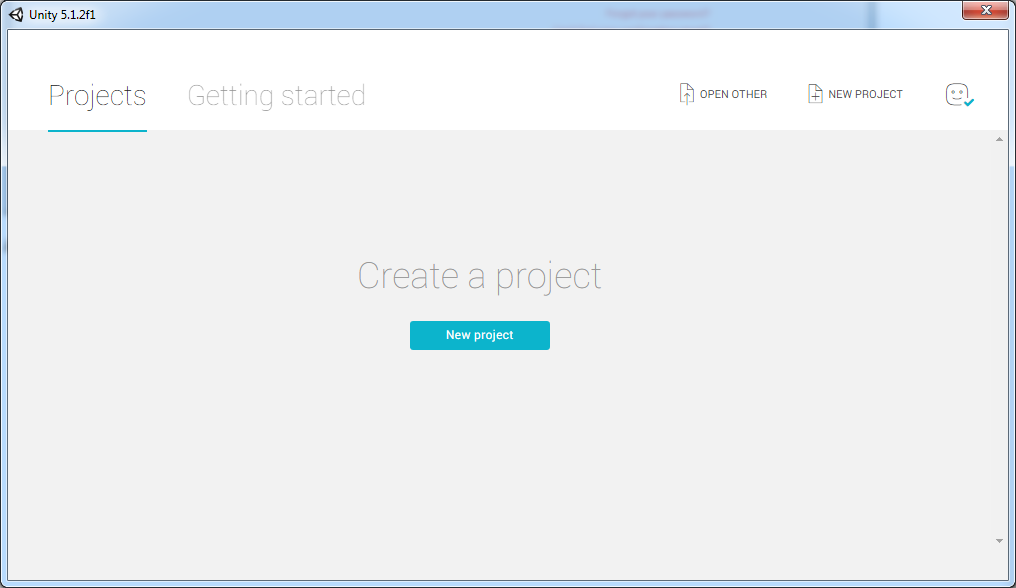 Unity 5.1.2f1
Projects
Getting started
OPEN OTHER
NEW PROJECT
Create a project
New project